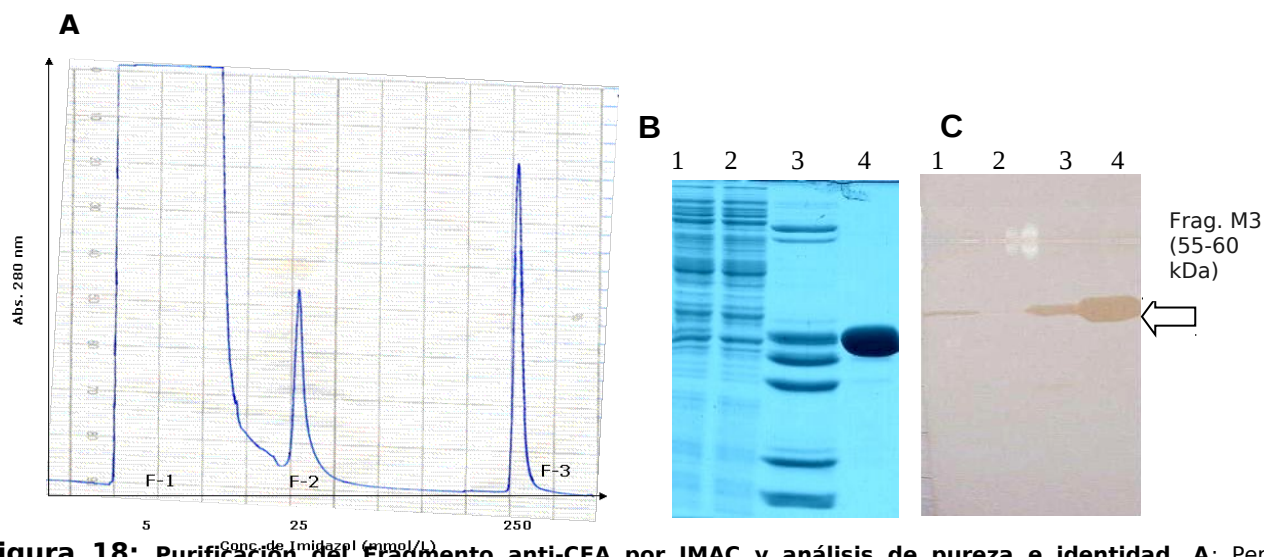 A
B
C
1 2 3 4
1 2 3 4
Frag. M3
(55-60
kDa)
Abs. 280 nm
F-1
F-2
F-3
5 25 250
Conc. de Imidazol (mmol/L)
igura 18: Purificación del Fragmento anti-CEA por IMAC y análisis de pureza e identidad. A: Per